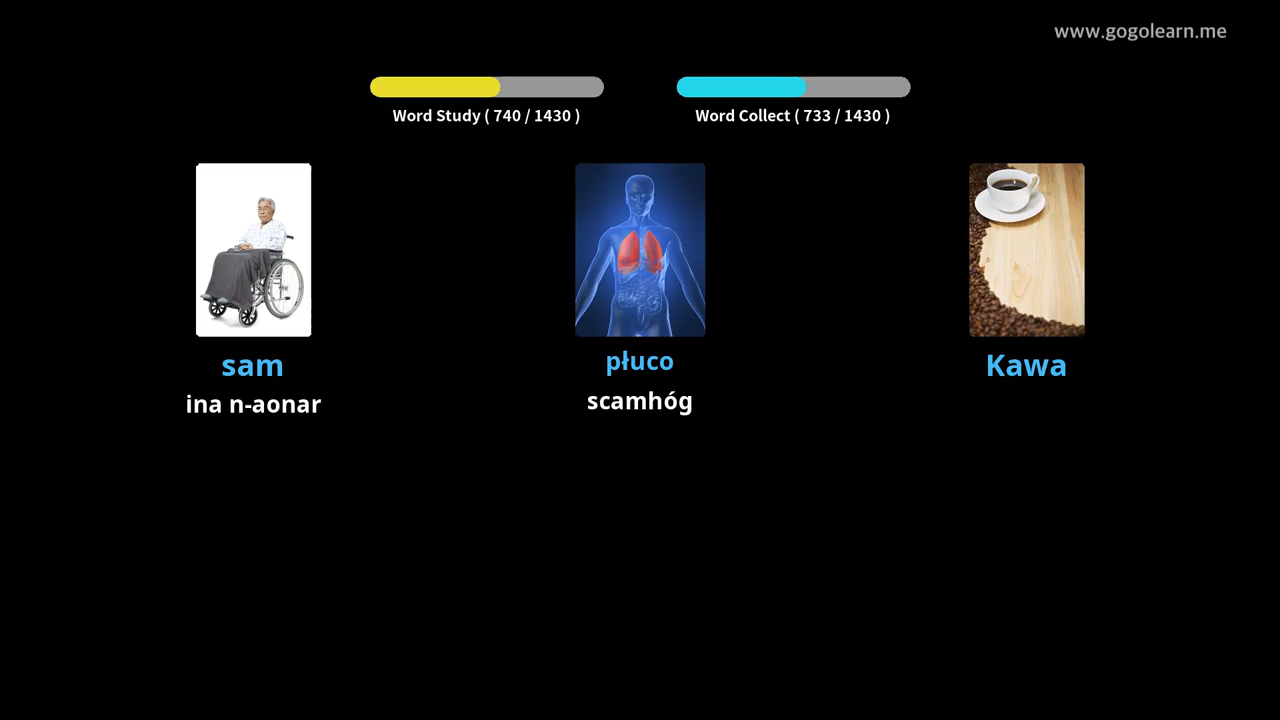 www.gogolearn.me
Word Study ( 740 / 1430 )
Word Collect ( 733 / 1430 )
sam
ina n-aonar
płuco
scamhóg
Kawa